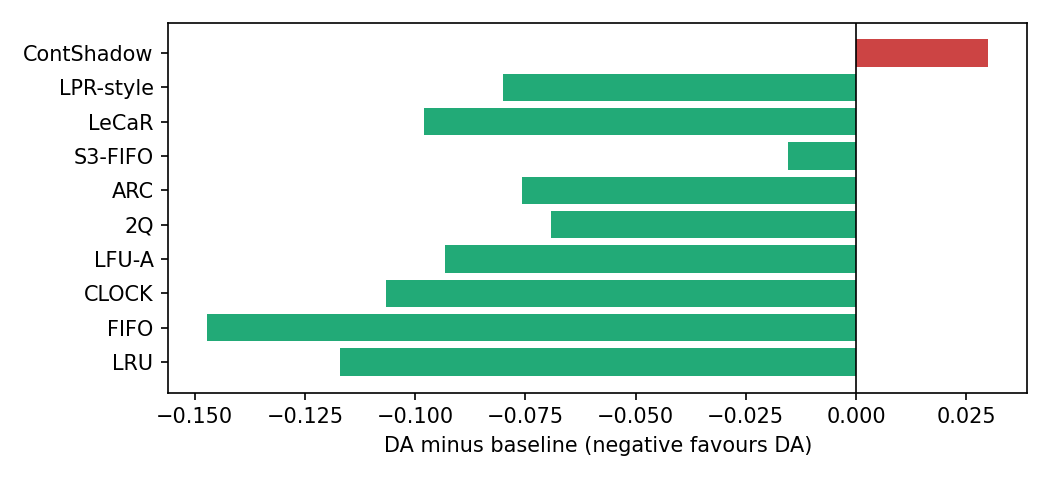 ContShadow
LPR-style
LeCaR
S3-FIFO
ARC
2Q
LFU-A
CLOCK
FIFO
LRU
−0.150 −0.125 −0.100 −0.075 −0.050 −0.025 0.000 0.025
DA minus baseline (negative favours DA)